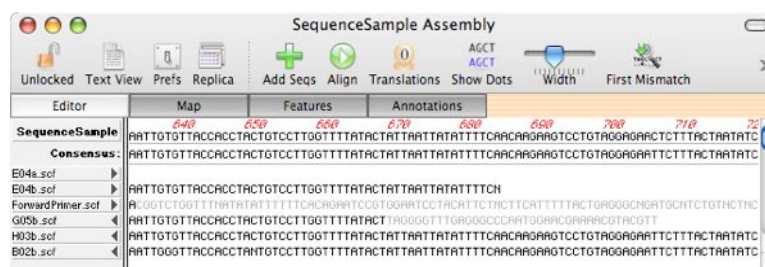 SequenceSample Assembly
AGCT
AGCT
Unlocked Text View Prefs Replica Add Seqs Align Translations Show Dots Width First Mismatch
Editor Map Features Annotations
640 650 660 670 680 690 700 710 72
SequenceSample AATTGTGTTACCACCTACTGTCCTTGGTTTTATACTATTAATTATATTTTCAACAAGAAGTCCTGTAGGAGAACTCTTTACTAATATC
Consensus: AATTGTGTTACCACCTACTGTCCTTGGTTTTATACTATTAATTATATTTTCAACAAGAAGTCCTGTAGGAGAATTCTTTACTAATATC
E04a.scf
E04b.scf AATTGTGTTACCACCTACTGTCCTTGGTTTTATACTATTAATTATATTTTCN
ForwardPrimer.scf
G05b.scf
H03b.scf AATTGTGTTACCACCTACTGTCCTTGGTTTTATACTATTAATTATATTTTCAACAAGAAGTCCTGTAGGAGAATTCTTTACTAATATC
B02b.scf AATTGGGTTACCACCTANTGTCCTTGGTTTTATACTATTAATTATATTTTCAACAAGAAGTCCTGTAGGAGAATTCTTTACTAATATC